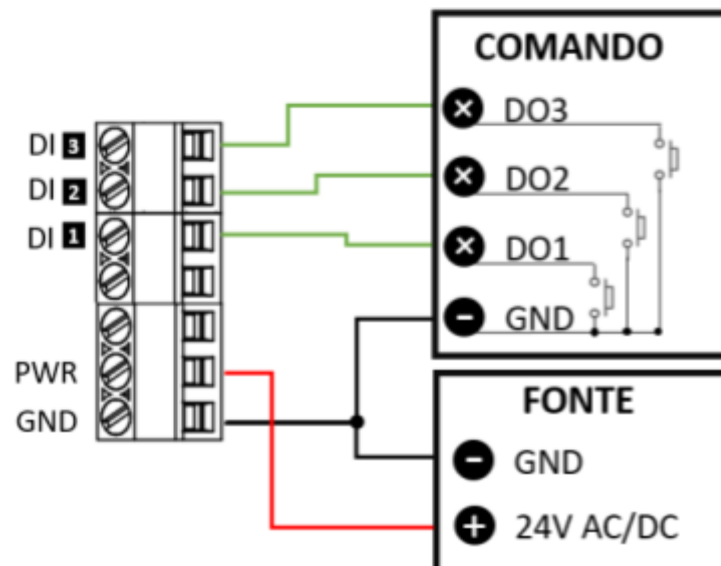 COMANDO
DI 3
DI 2
DI 1
DO3
DO2
DO1
GND
PWR
GND
FONTE
GND
24V AC/DC